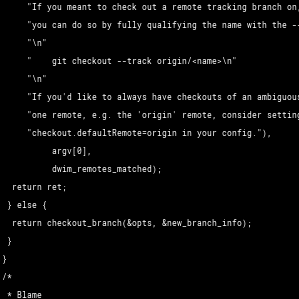 "If you meant to check out a remote tracking branch on,
"you can do so by fully qualifying the name with the --
"\n"
"    git checkout --track origin/<name>\n"
"\n"
"If you'd like to always have checkouts of an ambiguous
"one remote, e.g. the 'origin' remote, consider setting
"checkout.defaultRemote=origin in your config."),
argv[0],
dwim_remotes_matched);
return ret;
} else {
return checkout_branch(&opts, &new_branch_info);
}
}
/*
* Blame